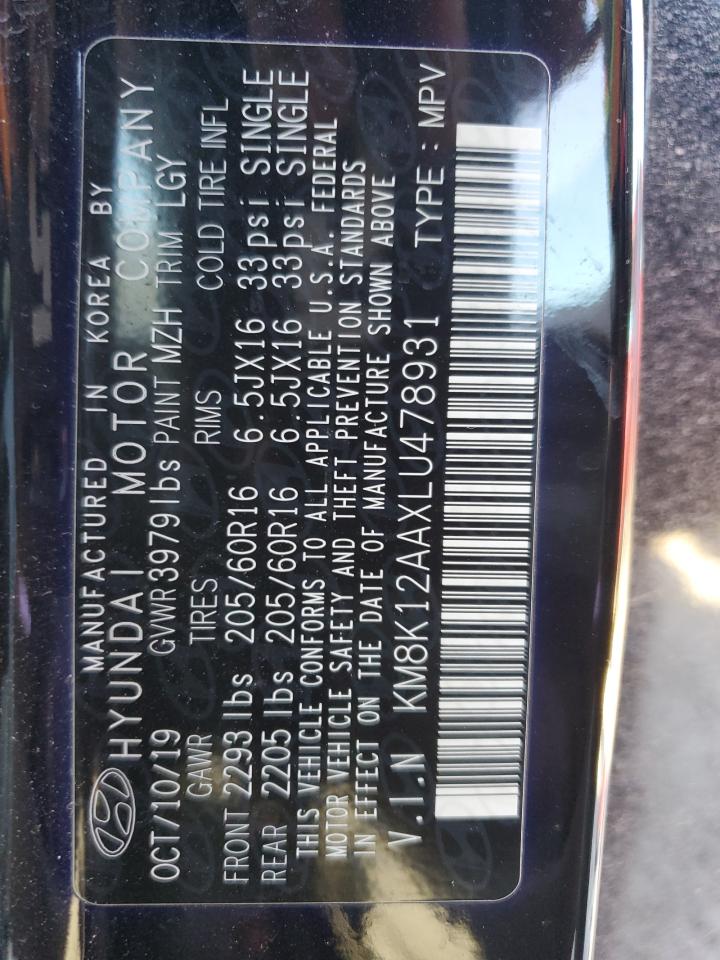 MANUFACTURED IN KOREA BY
HYUNDAI MOTOR COMPANY
OCT/10/19 GVWR 3979 lbs PAINT MZH TRIM LGY
GAWR TIRES RIMS COLD TIRE INFL
FRONT 2293 lbs 205/60R16 6.5JX16 33psi SINGLE
REAR 2205 lbs 205/60R16 6.5JX16 33psi SINGLE
THIS VEHICLE CONFORMS TO ALL APPLICABLE U.S.A. FEDERAL
MOTOR VEHICLE SAFETY AND THEFT PREVENTION STANDARDS
IN EFFECT ON THE DATE OF MANUFACTURE SHOWN ABOVE
V.I.N KM8K12AAXLU478931 TYPE : MPV